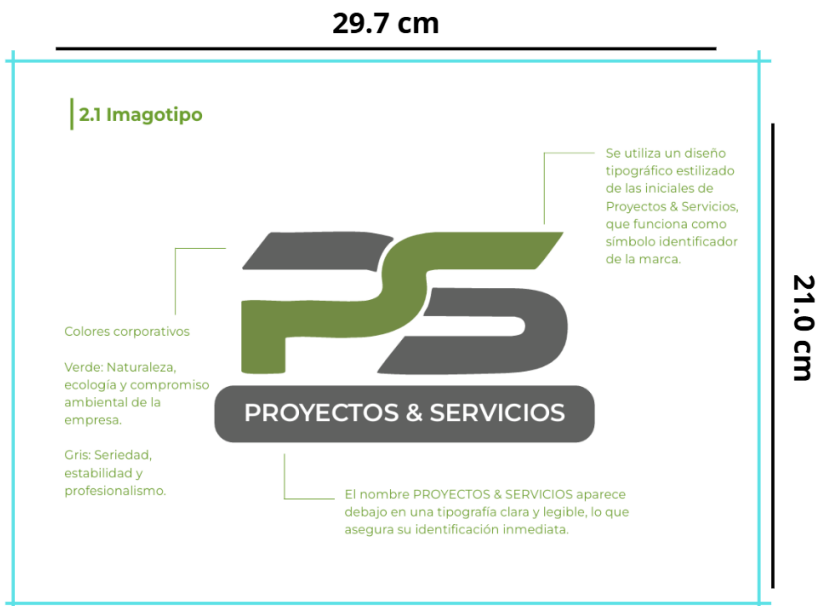 29.7 cm
2.1 Imagotipo
Se utiliza un diseño
tipográfico estilizado
de las iniciales de
Proyectos & Servicios,
que funciona como
símbolo identificador
de la marca.
21.0 cm
PS
Colores corporativos
Verde: Naturaleza,
ecología y compromiso
ambiental de la
empresa.
Gris: Seriedad,
estabilidad y
profesionalismo.
PROYECTOS & SERVICIOS
El nombre PROYECTOS & SERVICIOS aparece
debajo en una tipografía clara y legible, lo que
asegura su identificación inmediata.